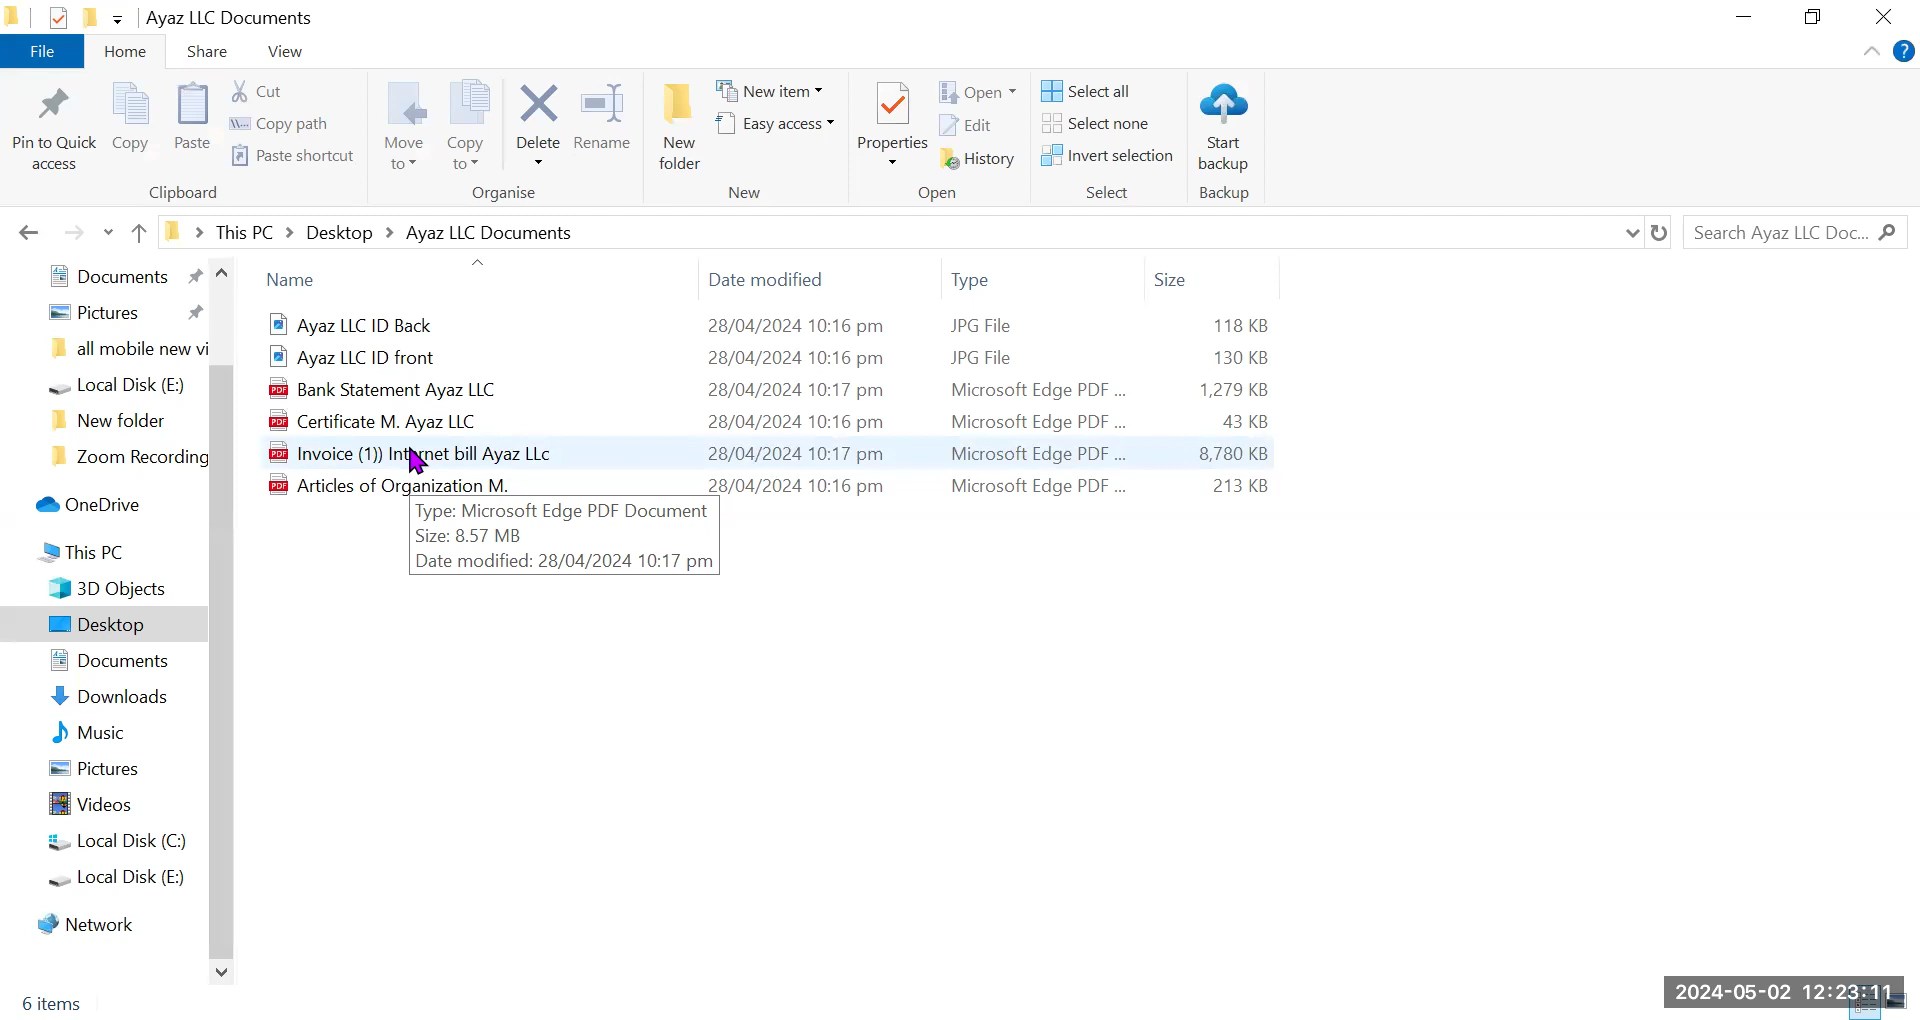 Ayaz LLC Documents
File Home Share View
Pin to Quick access
Copy
Paste
Cut
Copy path
Paste shortcut
Clipboard
Move to
Copy to
Delete
Rename
Organise
New folder
New item
Easy access
New
Properties
Open
Edit
History
Open
Select all
Select none
Invert selection
Select
Start backup
Backup
This PC > Desktop > Ayaz LLC Documents
Search Ayaz LLC Doc...
Documents
Pictures
all mobile new vi
Local Disk (E:)
New folder
Zoom Recording
OneDrive
This PC
3D Objects
Desktop
Documents
Downloads
Music
Pictures
Videos
Local Disk (C:)
Local Disk (E:)
Network
Name Date modified Type Size
Ayaz LLC ID Back 28/04/2024 10:16 pm JPG File 118 KB
Ayaz LLC ID front 28/04/2024 10:16 pm JPG File 130 KB
Bank Statement Ayaz LLC 28/04/2024 10:17 pm Microsoft Edge PDF ... 1,279 KB
Certificate M. Ayaz LLC 28/04/2024 10:16 pm Microsoft Edge PDF ... 43 KB
Invoice (1)) Internet bill Ayaz LLc 28/04/2024 10:17 pm Microsoft Edge PDF ... 8,780 KB
Articles of Organization M. 28/04/2024 10:16 pm Microsoft Edge PDF ... 213 KB
Type: Microsoft Edge PDF Document
Size: 8.57 MB
Date modified: 28/04/2024 10:17 pm
6 items
2024-05-02 12:23:11